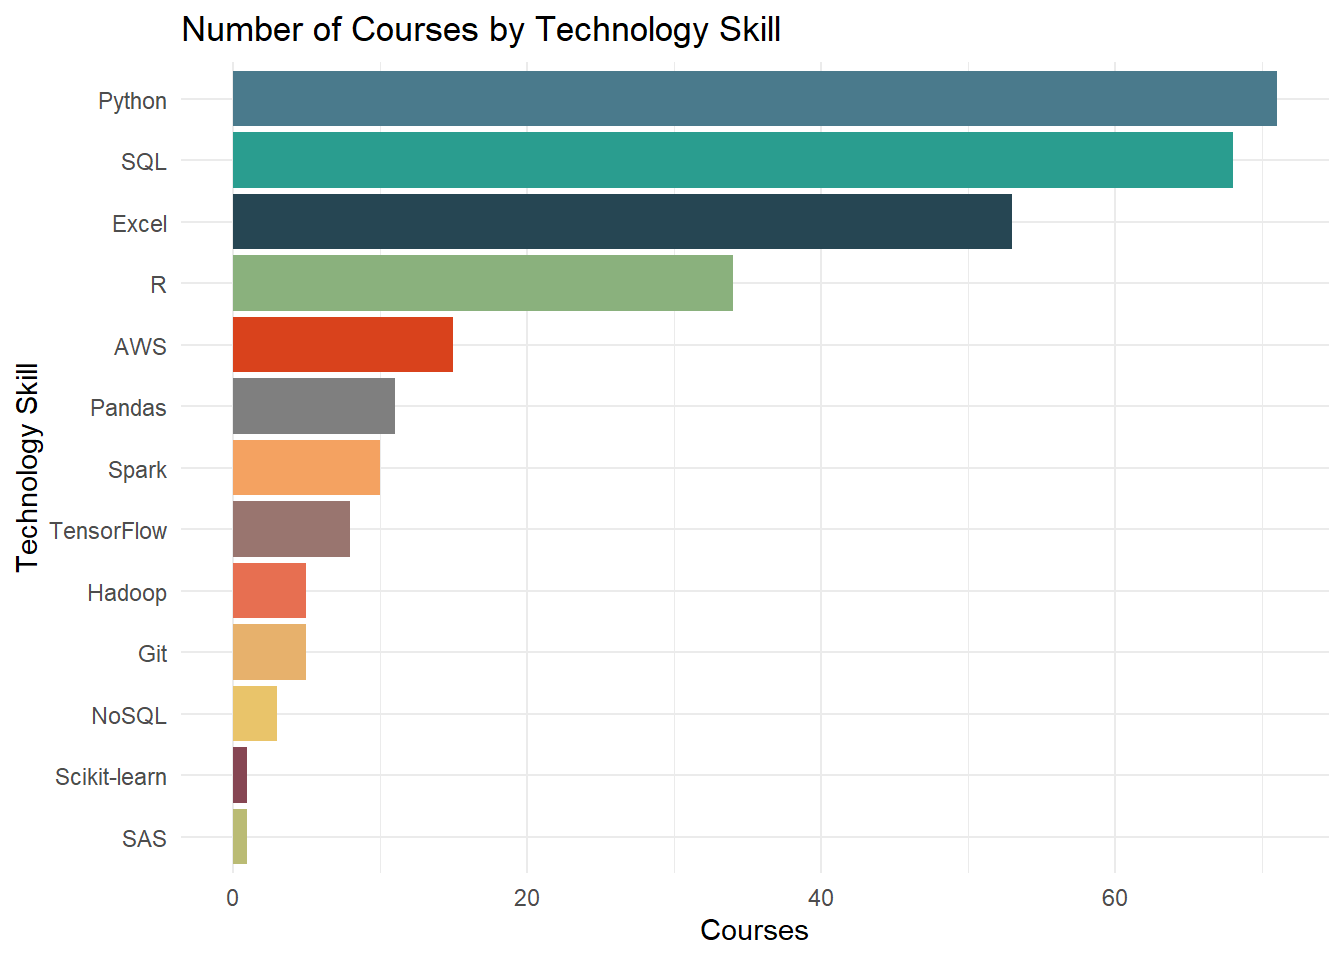 Number of Courses by Technology Skill
Technology Skill
Python
SQL
Excel
R
AWS
Pandas
Spark
TensorFlow
Hadoop
Git
NoSQL
Scikit-learn
SAS
0 20 40 60
Courses